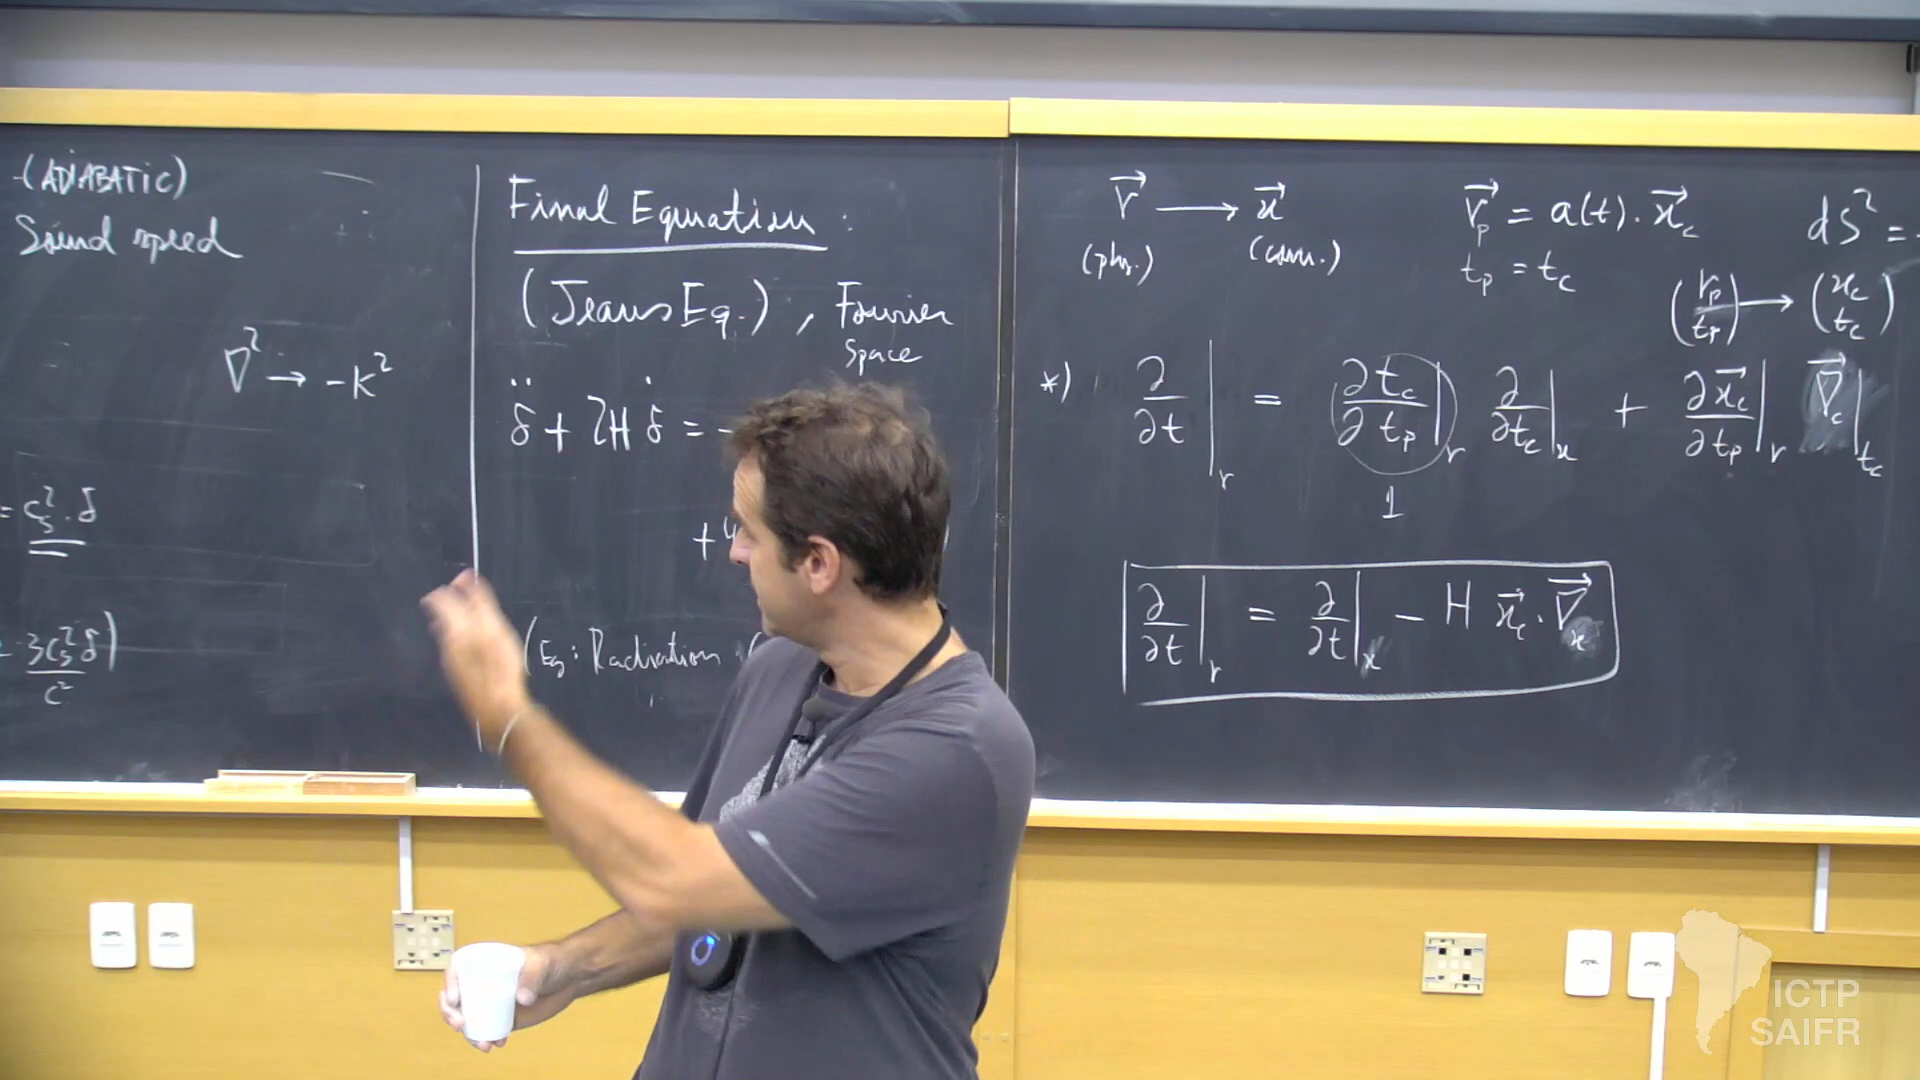 (ADIABATIC)
Sound speed
∇² → -K²
= c_s² . δ
3c_s² δ )
c²
Final Equation :
(Jeans Eq.) , Fourier
Space
δ̈ + 2H δ̇ = -
+ 4
(Eg: Radiation
r⃗ → x⃗
(phy.) (com.)
r⃗_p = a(t) . x⃗_c
t_p = t_c
dS² = -
(r_p t_p) → (x_c t_c)
*) ∂/∂t |_r = ∂t_c/∂t_p |_r ∂/∂t_c |_x + ∂x⃗_c/∂t_p |_r ∇⃗_c |_t_c
1
∂/∂t |_r = ∂/∂t |_x - H x⃗_c . ∇⃗_x
ICTP
SAIFR